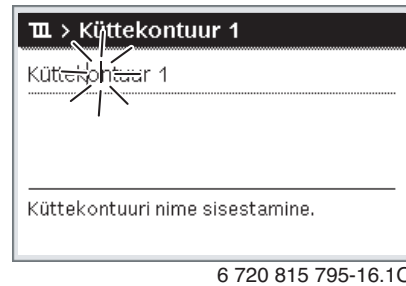 > Küttekontuur 1
Küttekontuur 1
Küttekontuuri nime sisestamine.
6 720 815 795-16.1O